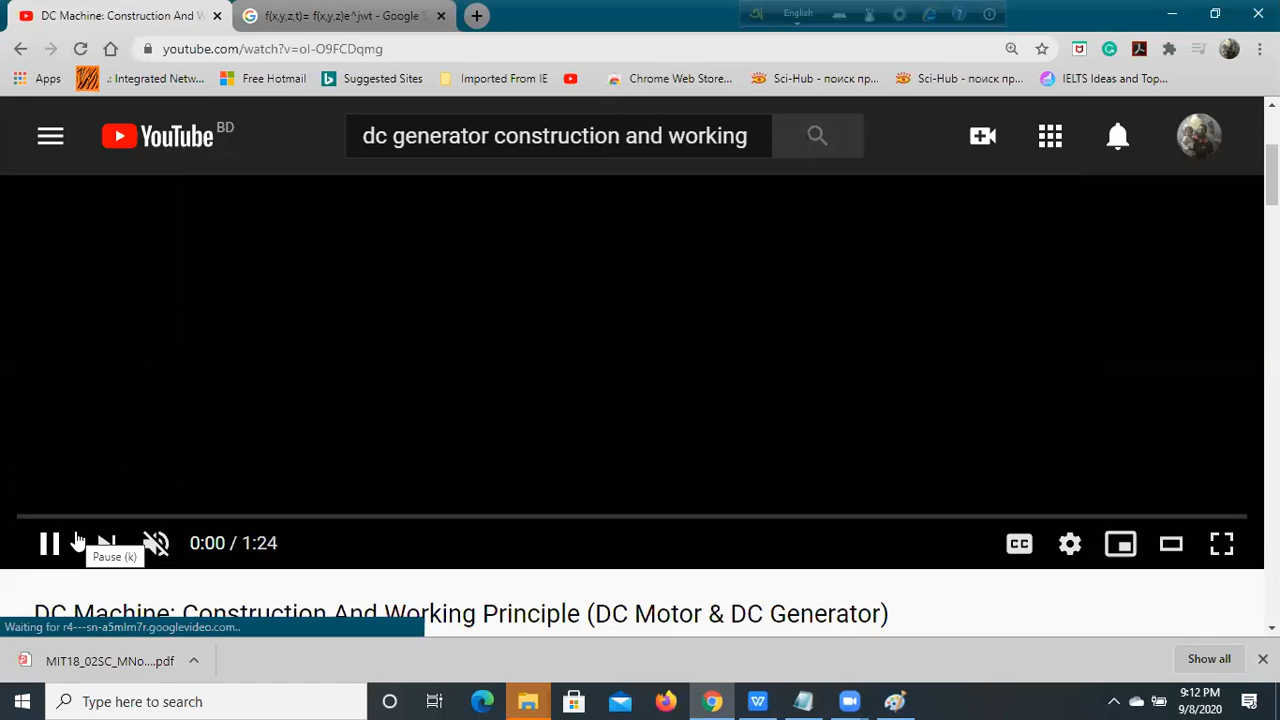 DC Machine: Construction And W
f(x,y,z,t)= f(x,y,z)e^jwt - Google
English
youtube.com/watch?v=oI-O9FCDqmg
Apps
.: Integrated Netw...
Free Hotmail
Suggested Sites
Imported From IE
Chrome Web Store...
Sci-Hub - поиск пр...
Sci-Hub - поиск пр...
IELTS Ideas and Top...
YouTube BD
dc generator construction and working
0:00 / 1:24
CC
Pause (k)
DC Machine: Construction And Working Principle (DC Motor & DC Generator)
Waiting for r4---sn-a5mlrn7r.googlevideo.com..
MIT18_02SC_MNo....pdf
Show all
Type here to search
9:12 PM
9/8/2020